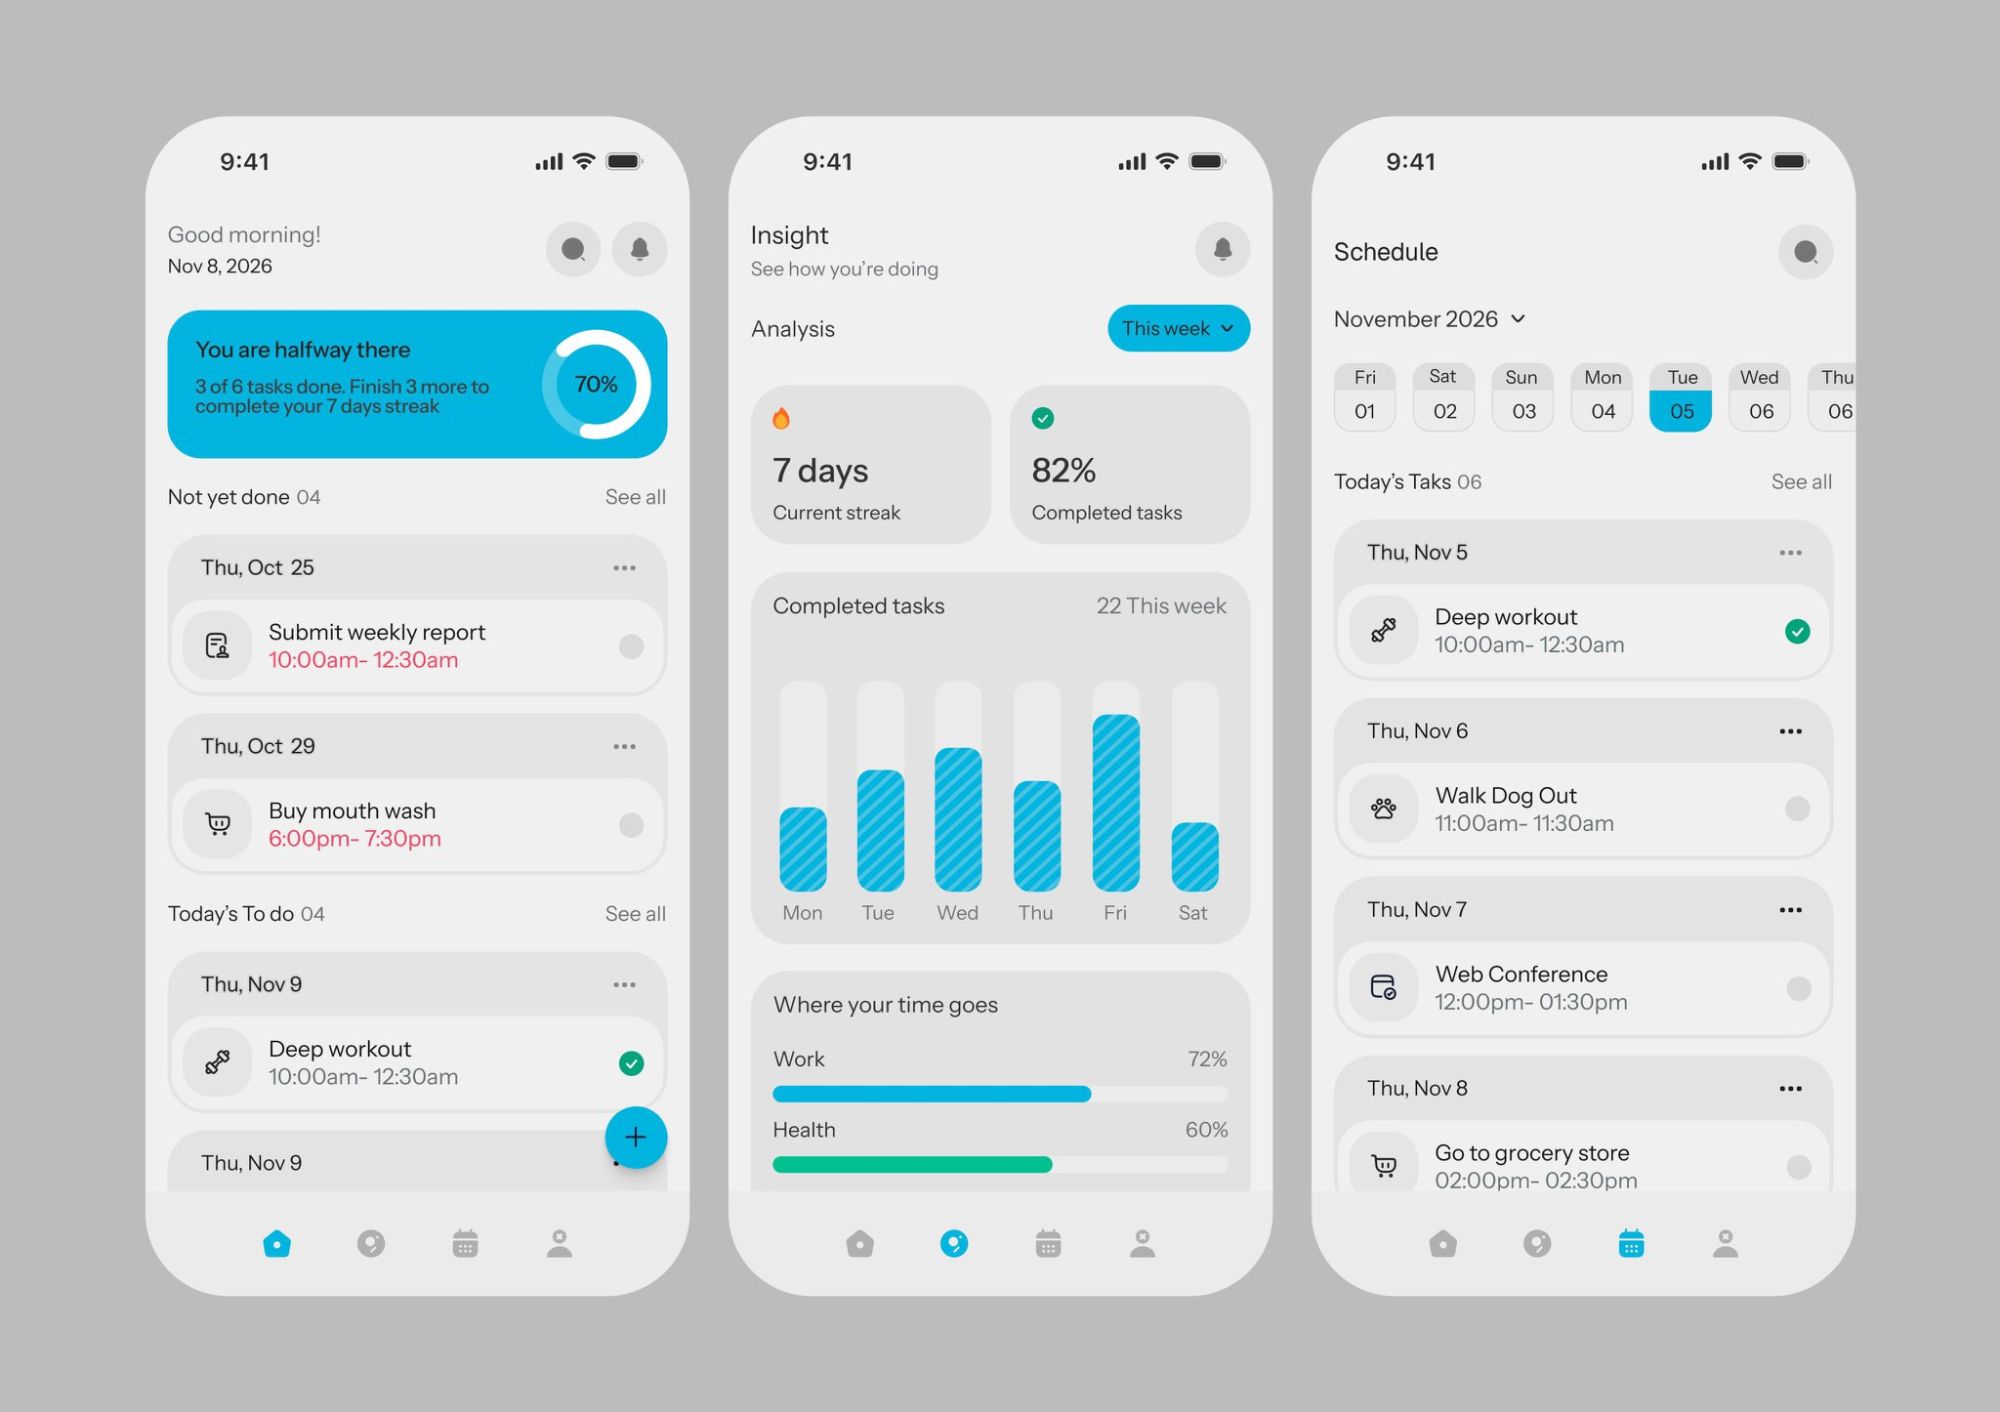 9:41
Good morning!
Nov 8, 2026
You are halfway there
3 of 6 tasks done. Finish 3 more to
complete your 7 days streak
70%
Not yet done 04
See all
Thu, Oct 25
Submit weekly report
10:00am- 12:30am
Thu, Oct 29
Buy mouth wash
6:00pm- 7:30pm
Today's To do 04
See all
Thu, Nov 9
Deep workout
10:00am- 12:30am
Thu, Nov 9
9:41
Insight
See how you're doing
Analysis
This week
7 days
Current streak
82%
Completed tasks
Completed tasks
22 This week
Mon Tue Wed Thu Fri Sat
Where your time goes
Work 72%
Health 60%
9:41
Schedule
November 2026
Fri Sat Sun Mon Tue Wed Thu
01 02 03 04 05 06 06
Today's Taks 06
See all
Thu, Nov 5
Deep workout
10:00am- 12:30am
Thu, Nov 6
Walk Dog Out
11:00am- 11:30am
Thu, Nov 7
Web Conference
12:00pm- 01:30pm
Thu, Nov 8
Go to grocery store
02:00pm- 02:30pm